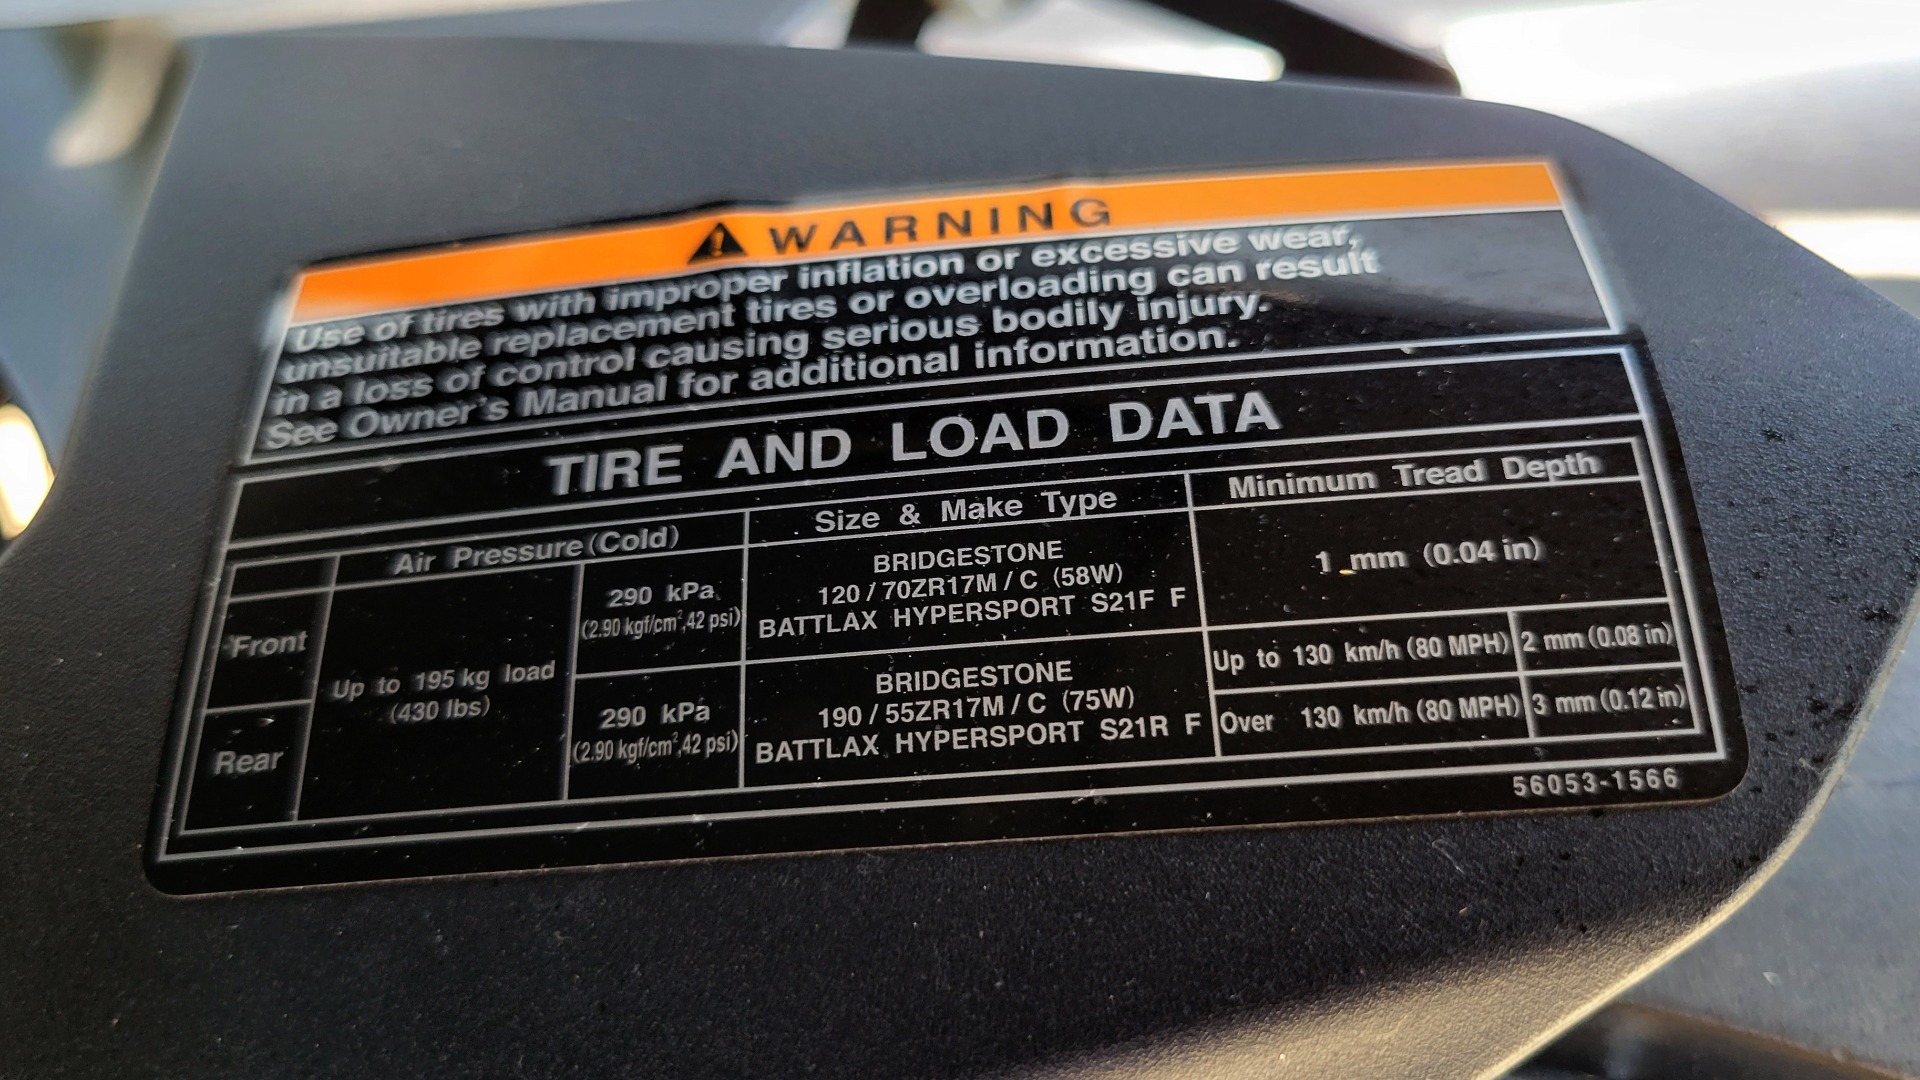 WARNING
Use of tires with improper inflation or excessive wear,
unsuitable replacement tires or overloading can result
in a loss of control causing serious bodily injury.
See Owner's Manual for additional information.
TIRE AND LOAD DATA
Air Pressure (Cold)
Size & Make Type
Minimum Tread Depth
Front
Up to 195 kg load
(430 lbs)
290 kPa
(2.90 kgf/cm², 42 psi)
BRIDGESTONE
120/70ZR17M/C (58W)
BATTLAX HYPERSPORT S21F F
1 mm (0.04 in)
Rear
290 kPa
(2.90 kgf/cm², 42 psi)
BRIDGESTONE
190/55ZR17M/C (75W)
BATTLAX HYPERSPORT S21R F
Up to 130 km/h (80 MPH) 2 mm (0.08 in)
Over 130 km/h (80 MPH) 3 mm (0.12 in)
56053-1566